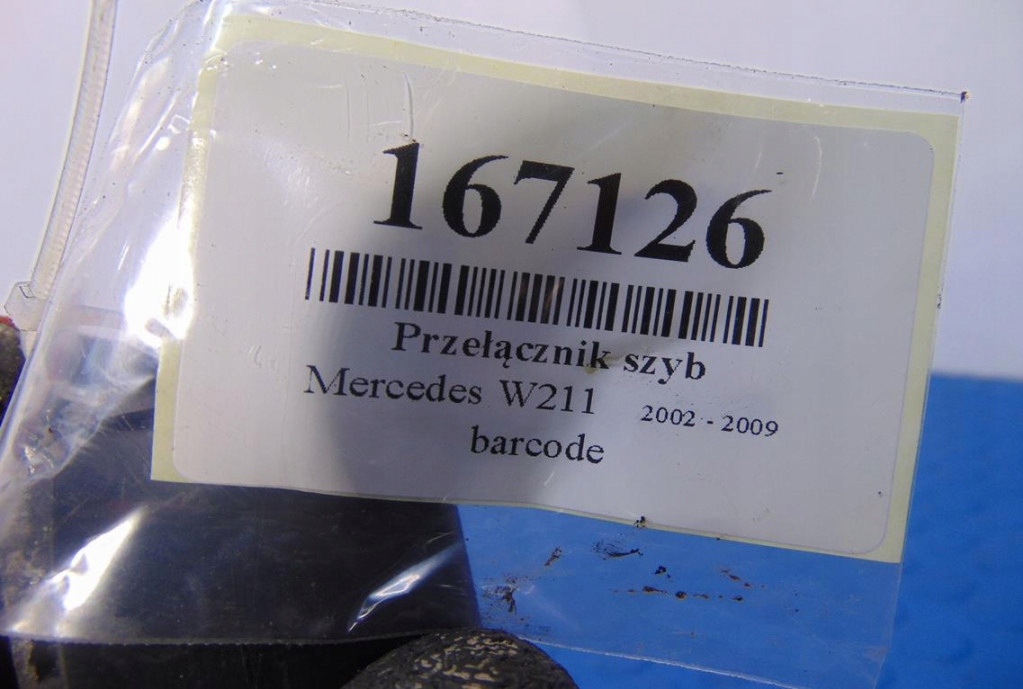 167126
Przełącznik szyb
Mercedes W211 2002 - 2009
barcode